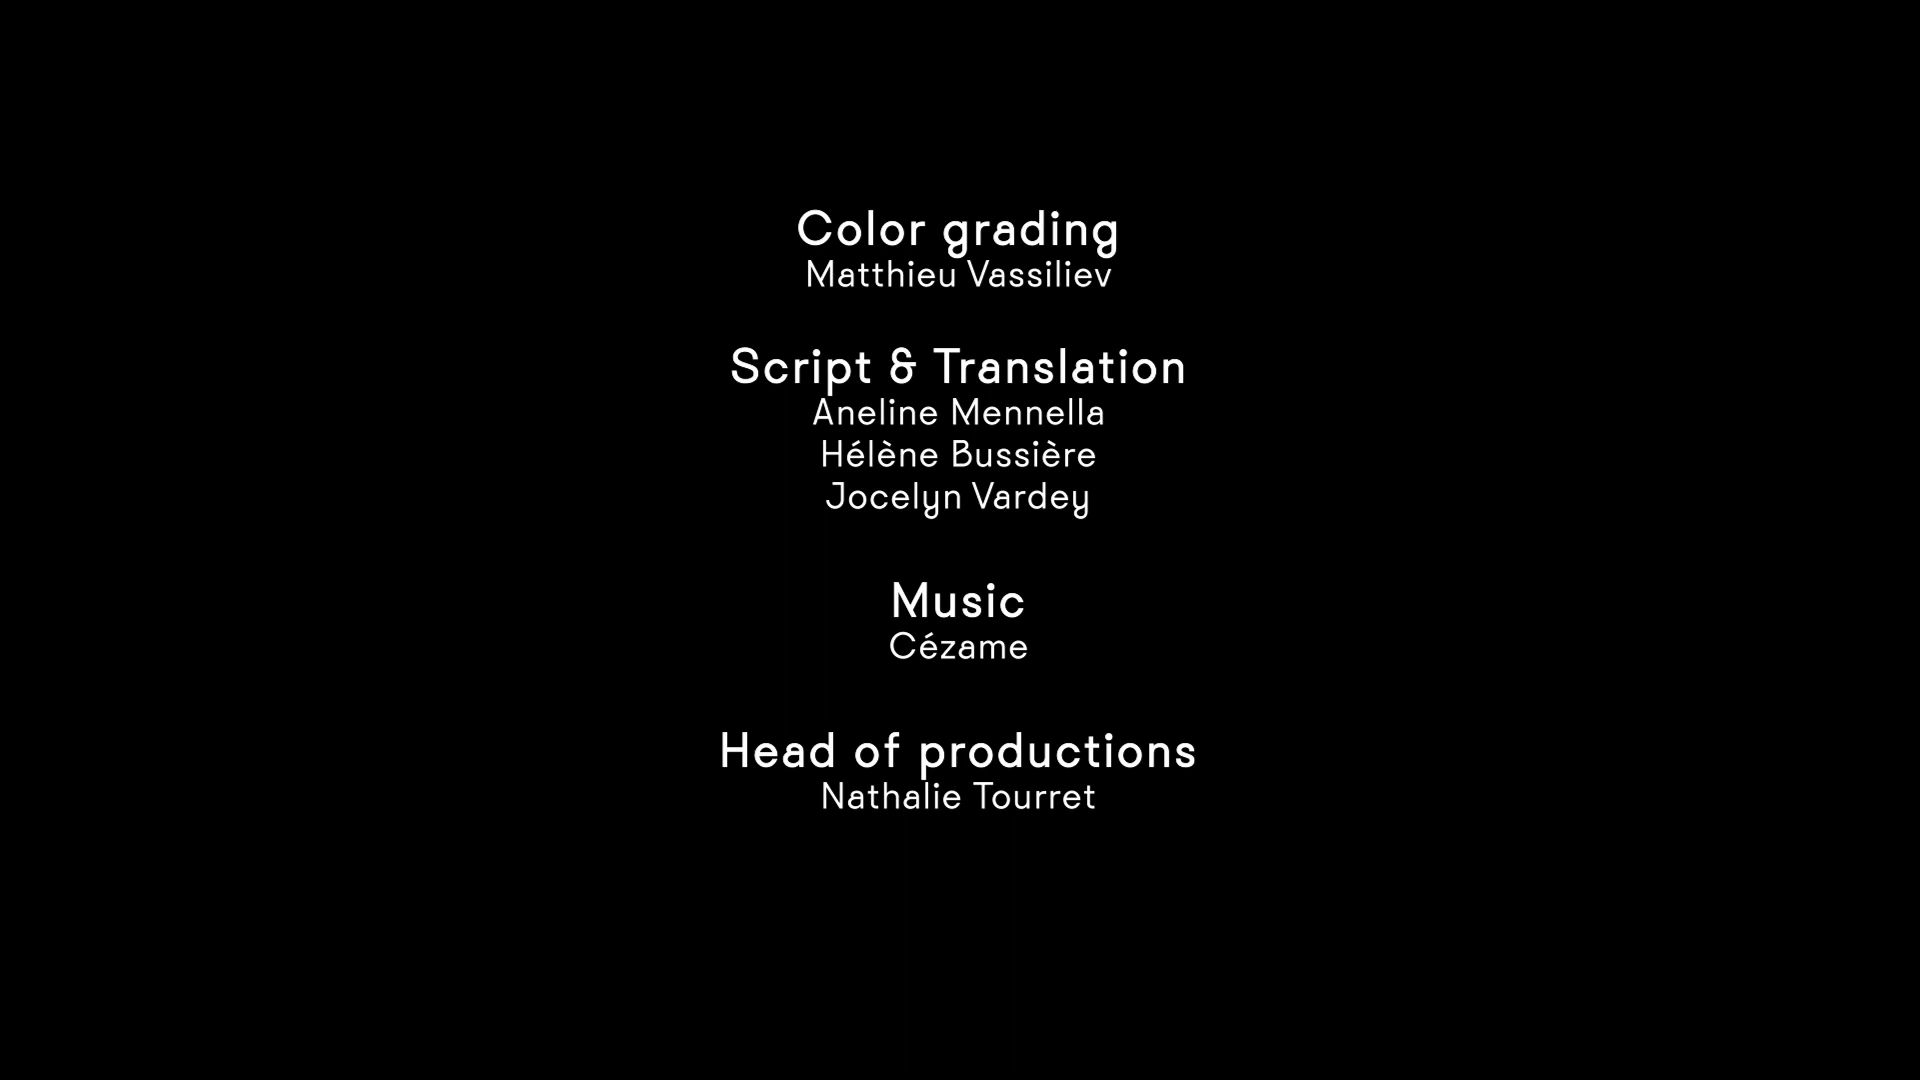 Color grading
Matthieu Vassiliev
Script & Translation
Aneline Mennella
Hélène Bussière
Jocelyn Vardey
Music
Cézame
Head of productions
Nathalie Tourret